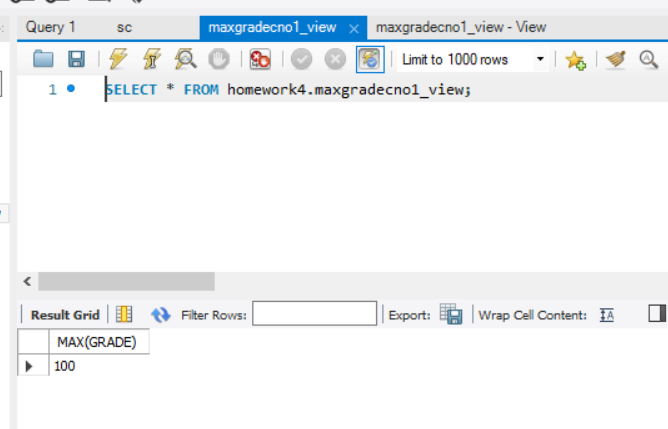 Query 1 sc maxgradecno1_view maxgradecno1_view - View
Limit to 1000 rows
1 SELECT * FROM homework4.maxgradecno1_view;
Result Grid Filter Rows: Export: Wrap Cell Content:
MAX(GRADE)
100